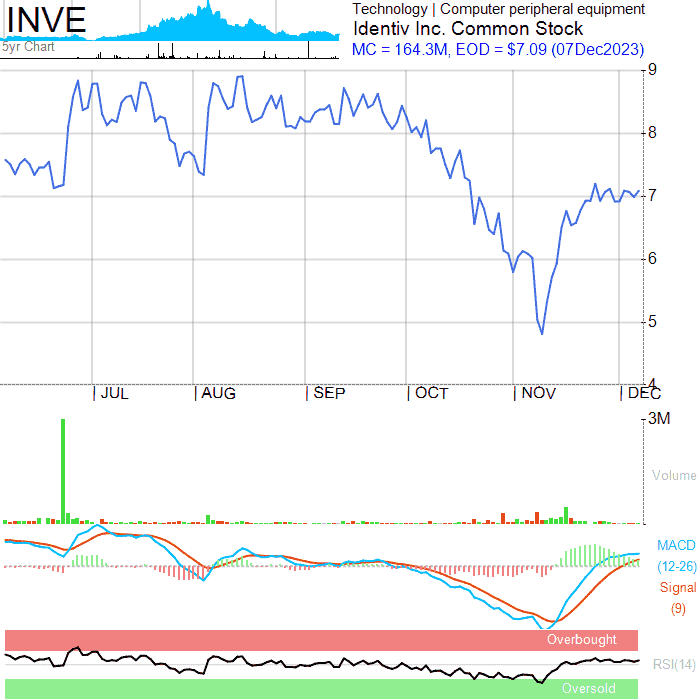 INVE
5yr Chart
Technology | Computer peripheral equipment
Identiv Inc. Common Stock
MC = 164.3M, EOD = $7.09 (07Dec2023)
9
8
7
6
5
4
JUL AUG SEP OCT NOV DEC
3M
Volume
MACD
(12-26)
Signal
(9)
Overbought
RSI(14)
Oversold